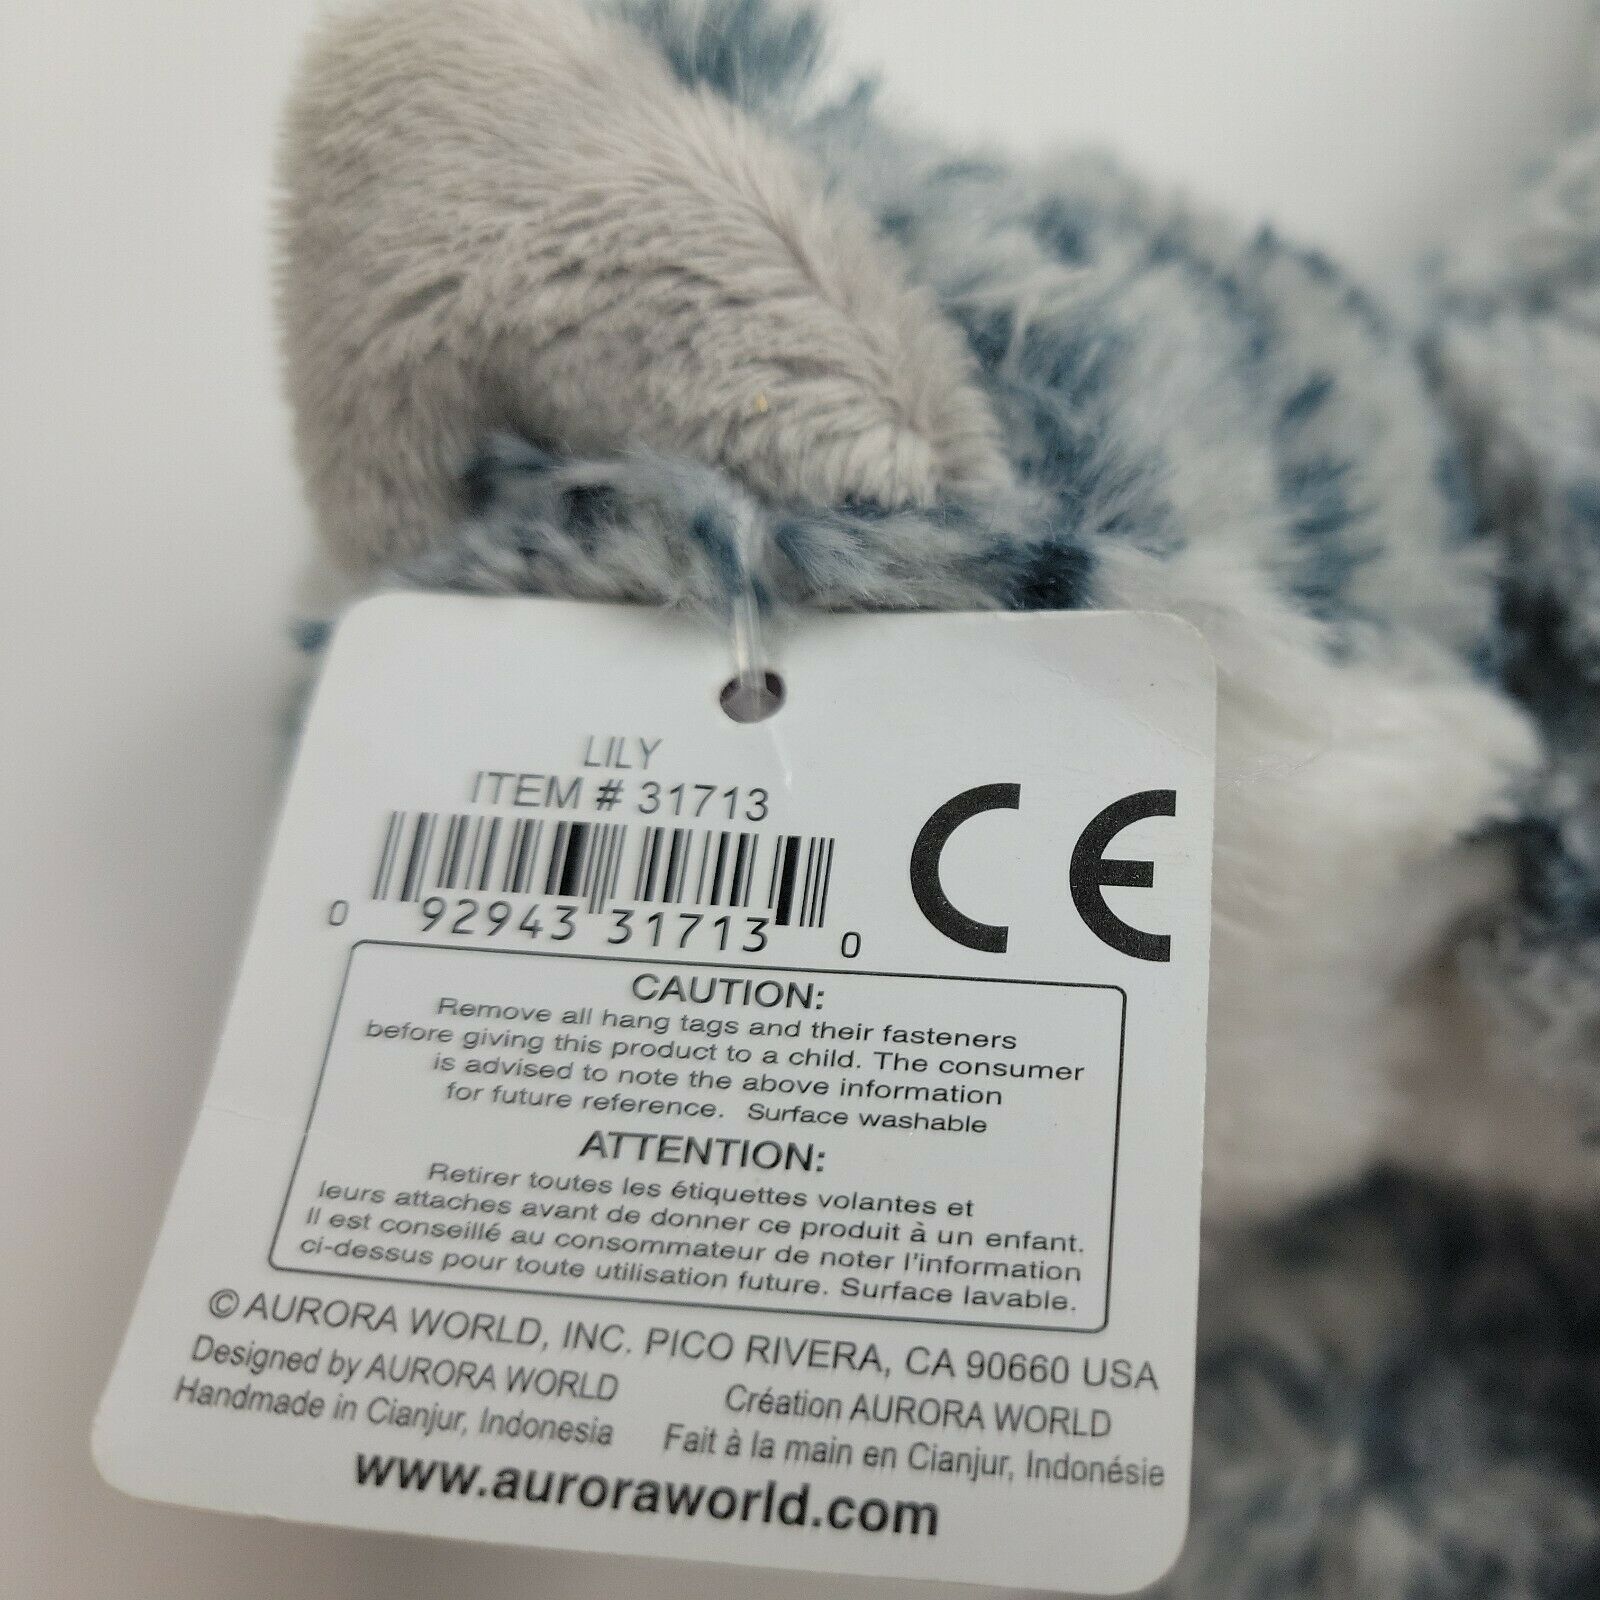 LILY
ITEM # 31713
CE
0 92943 31713 0
CAUTION:
Remove all hang tags and their fasteners
before giving this product to a child. The consumer
is advised to note the above information
for future reference. Surface washable
ATTENTION:
Retirer toutes les étiquettes volantes et
leurs attaches avant de donner ce produit à un enfant.
Il est conseillé au consommateur de noter l'information
ci-dessus pour toute utilisation future. Surface lavable.
© AURORA WORLD, INC. PICO RIVERA, CA 90660 USA
Designed by AURORA WORLD
Handmade in Cianjur, Indonesia
Création AURORA WORLD
Fait à la main en Cianjur, Indonésie
www.auroraworld.com